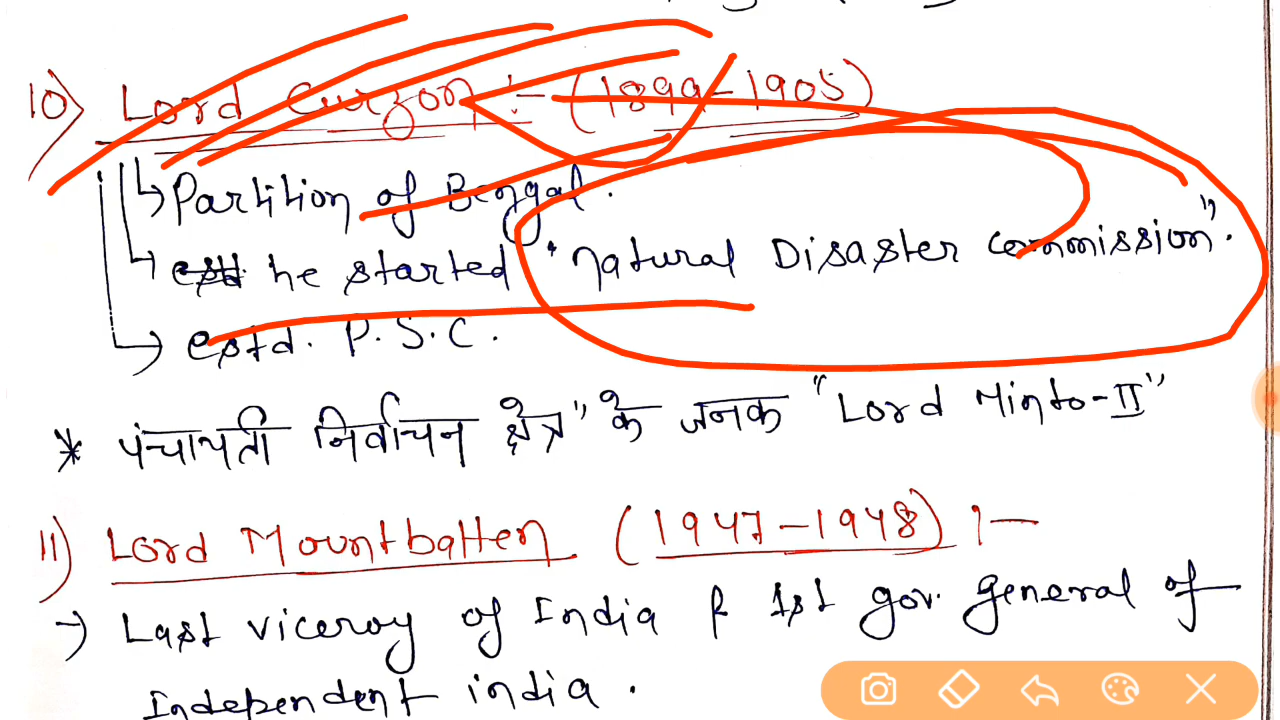 10) Lord Curzon :- (1899-1905)
↳ Partition of Bengal.
↳ he started "Natural Disaster commission".
→ estd. P.S.C.
* पंचायती निर्वाचन क्षेत्र" के जनक "Lord Minto-II"
11) Lord Mountbatten (1947-1948) :-
→ Last viceroy of India & 1st gov. general of
Independent india.